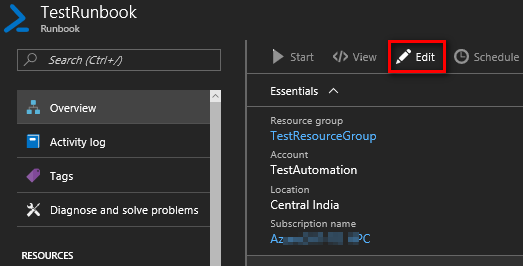 TestRunbook
Runbook
Search (Ctrl+/)
Overview
Activity log
Tags
Diagnose and solve problems
RESOURCES
Start
View
Edit
Schedule
Essentials
Resource group
TestResourceGroup
Account
TestAutomation
Location
Central India
Subscription name